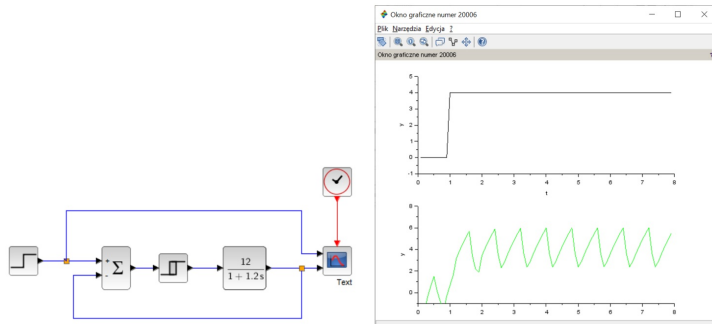 Okno graficzne numer 20006
Plik Narzędzia Edycja ?
Okno graficzne numer 20006
5
4
3
2
1
0
-1
y
0 1 2 3 4 5 6 7 8
t
8
6
4
2
0
y
0 1 2 3 4 5 6 7 8
+
-
Σ
12
1 + 1.2s
Text